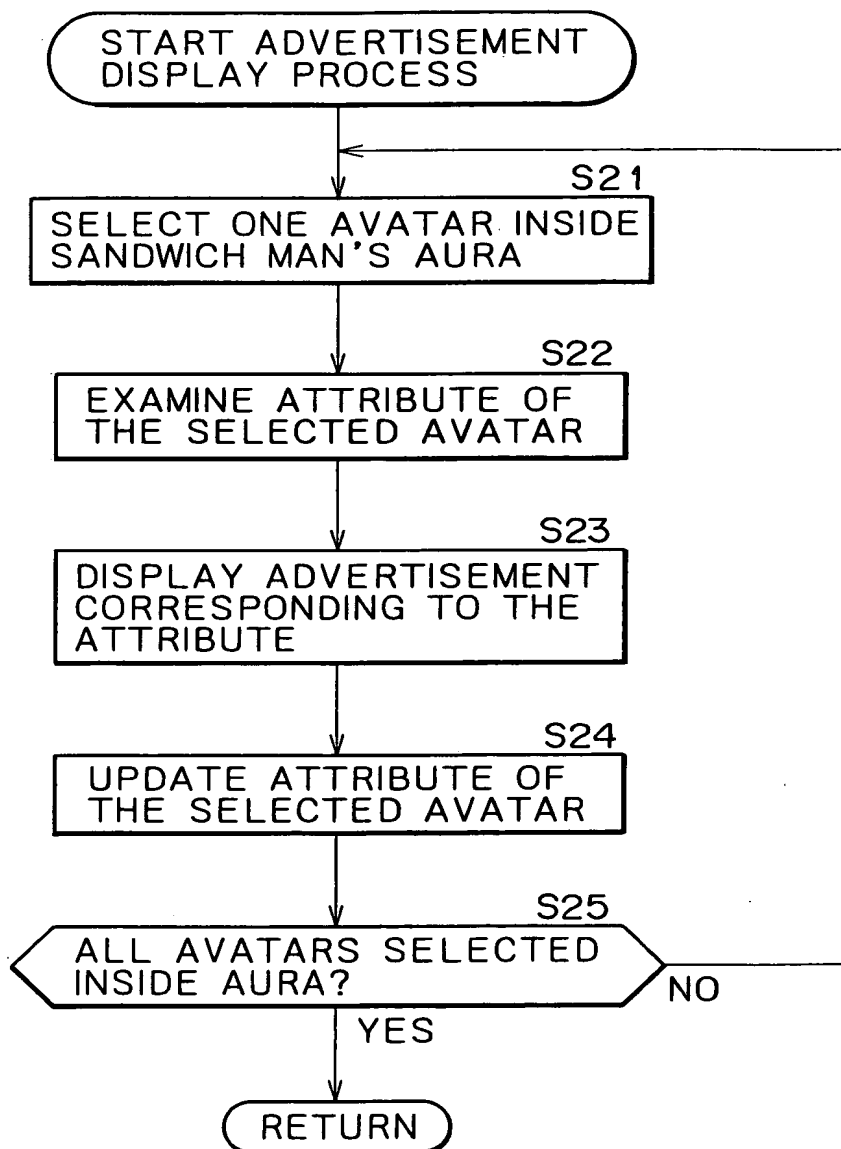 START ADVERTISEMENT
DISPLAY PROCESS
S21
SELECT ONE AVATAR INSIDE
SANDWICH MAN'S AURA
S22
EXAMINE ATTRIBUTE OF
THE SELECTED AVATAR
S23
DISPLAY ADVERTISEMENT
CORRESPONDING TO THE
ATTRIBUTE
S24
UPDATE ATTRIBUTE OF
THE SELECTED AVATAR
S25
ALL AVATARS SELECTED
INSIDE AURA?
NO
YES
RETURN